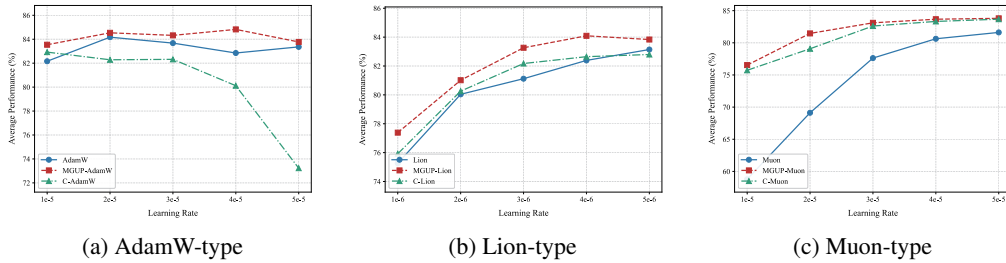 86
84
82
80
78
76
74
72
Average Performance (%)
AdamW
MGUP-AdamW
C-AdamW
1e-5 2e-5 3e-5 4e-5 5e-5
Learning Rate
(a) AdamW-type
84
82
80
78
76
74
Average Performance (%)
Lion
MGUP-Lion
C-Lion
1e-6 2e-6 3e-6 4e-6 5e-6
Learning Rate
(b) Lion-type
85
80
75
70
65
60
Average Performance (%)
Muon
MGUP-Muon
C-Muon
1e-5 2e-5 3e-5 4e-5 5e-5
Learning Rate
(c) Muon-type